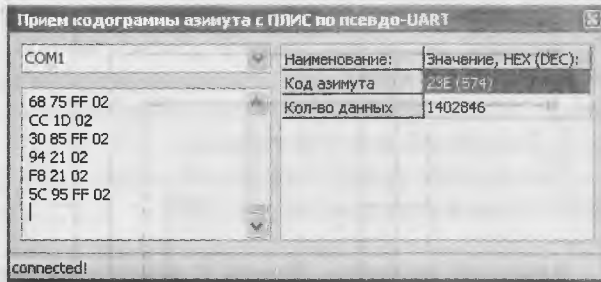 Прием кодограммы азимута с ПЛИС по псевдо-UART
COM1
68 75 FF 02
CC 1D 02
30 85 FF 02
94 21 02
F8 21 02
5C 95 FF 02
Наименование: Значение, HEX (DEC):
Код азимута 23E (574)
Кол-во данных 1402846
connected!